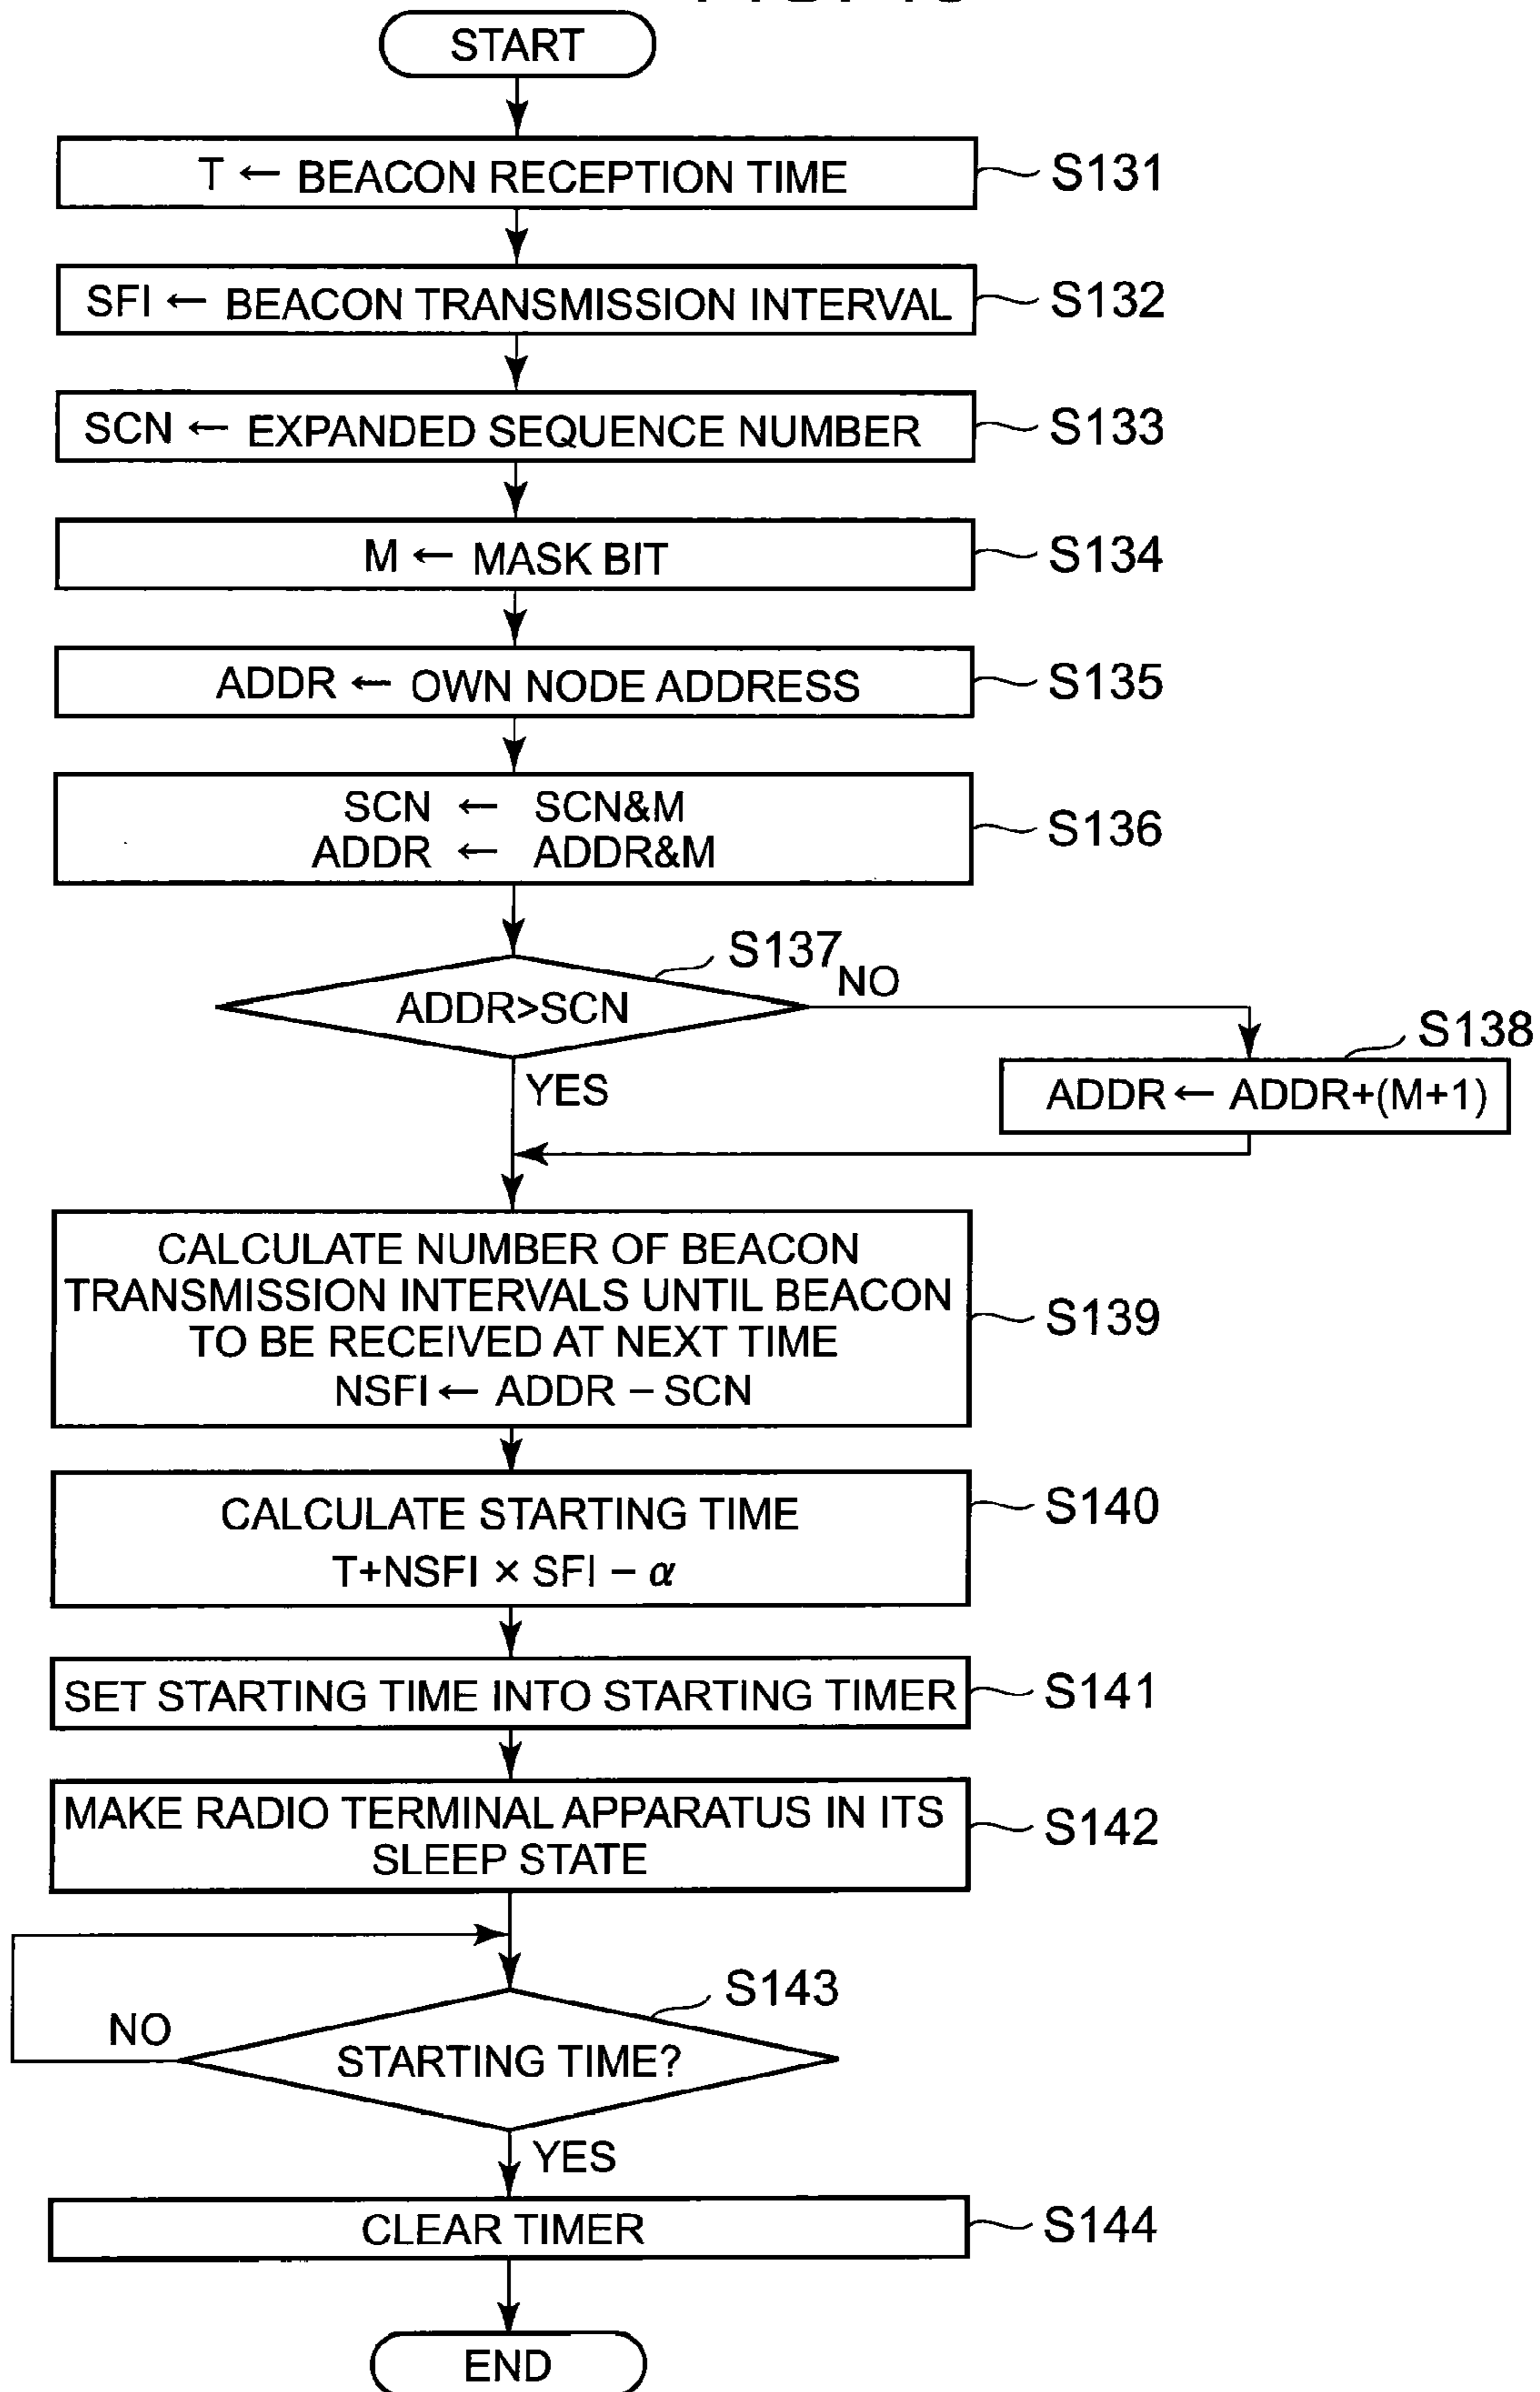 START
T ← BEACON RECEPTION TIME
S131
SFI ← BEACON TRANSMISSION INTERVAL
S132
SCN ← EXPANDED SEQUENCE NUMBER
S133
M ← MASK BIT
S134
ADDR ← OWN NODE ADDRESS
S135
SCN ← SCN&M
ADDR ← ADDR&M
S136
S137
NO
ADDR>SCN
YES
S138
ADDR ← ADDR+(M+1)
CALCULATE NUMBER OF BEACON
TRANSMISSION INTERVALS UNTIL BEACON
TO BE RECEIVED AT NEXT TIME
NSFI ← ADDR − SCN
S139
CALCULATE STARTING TIME
T+NSFI × SFI − α
S140
SET STARTING TIME INTO STARTING TIMER
S141
MAKE RADIO TERMINAL APPARATUS IN ITS
SLEEP STATE
S142
S143
NO
STARTING TIME?
YES
CLEAR TIMER
S144
END